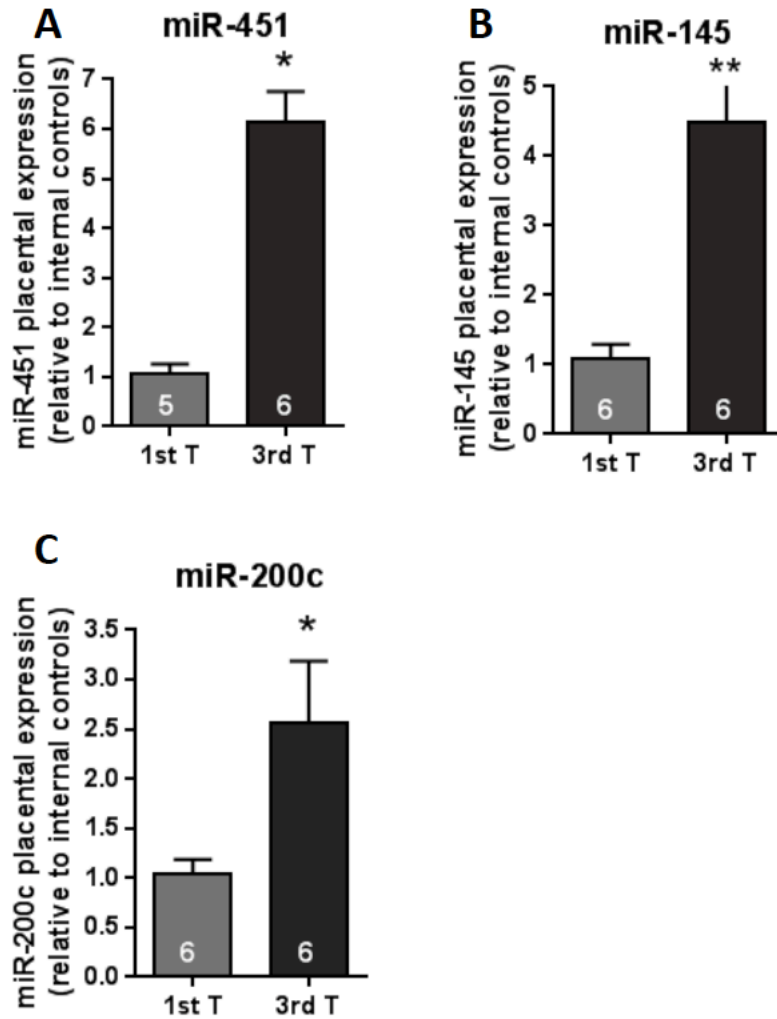 A
miR-451
*
miR-451 placental expression
(relative to internal controls)
7
6
5
4
3
2
1
0
5
6
1st T
3rd T
B
miR-145
**
miR-145 placental expression
(relative to internal controls)
5
4
3
2
1
0
6
6
1st T
3rd T
C
miR-200c
*
miR-200c placental expression
(relative to internal controls)
3.5
3.0
2.5
2.0
1.5
1.0
0.5
0.0
6
6
1st T
3rd T